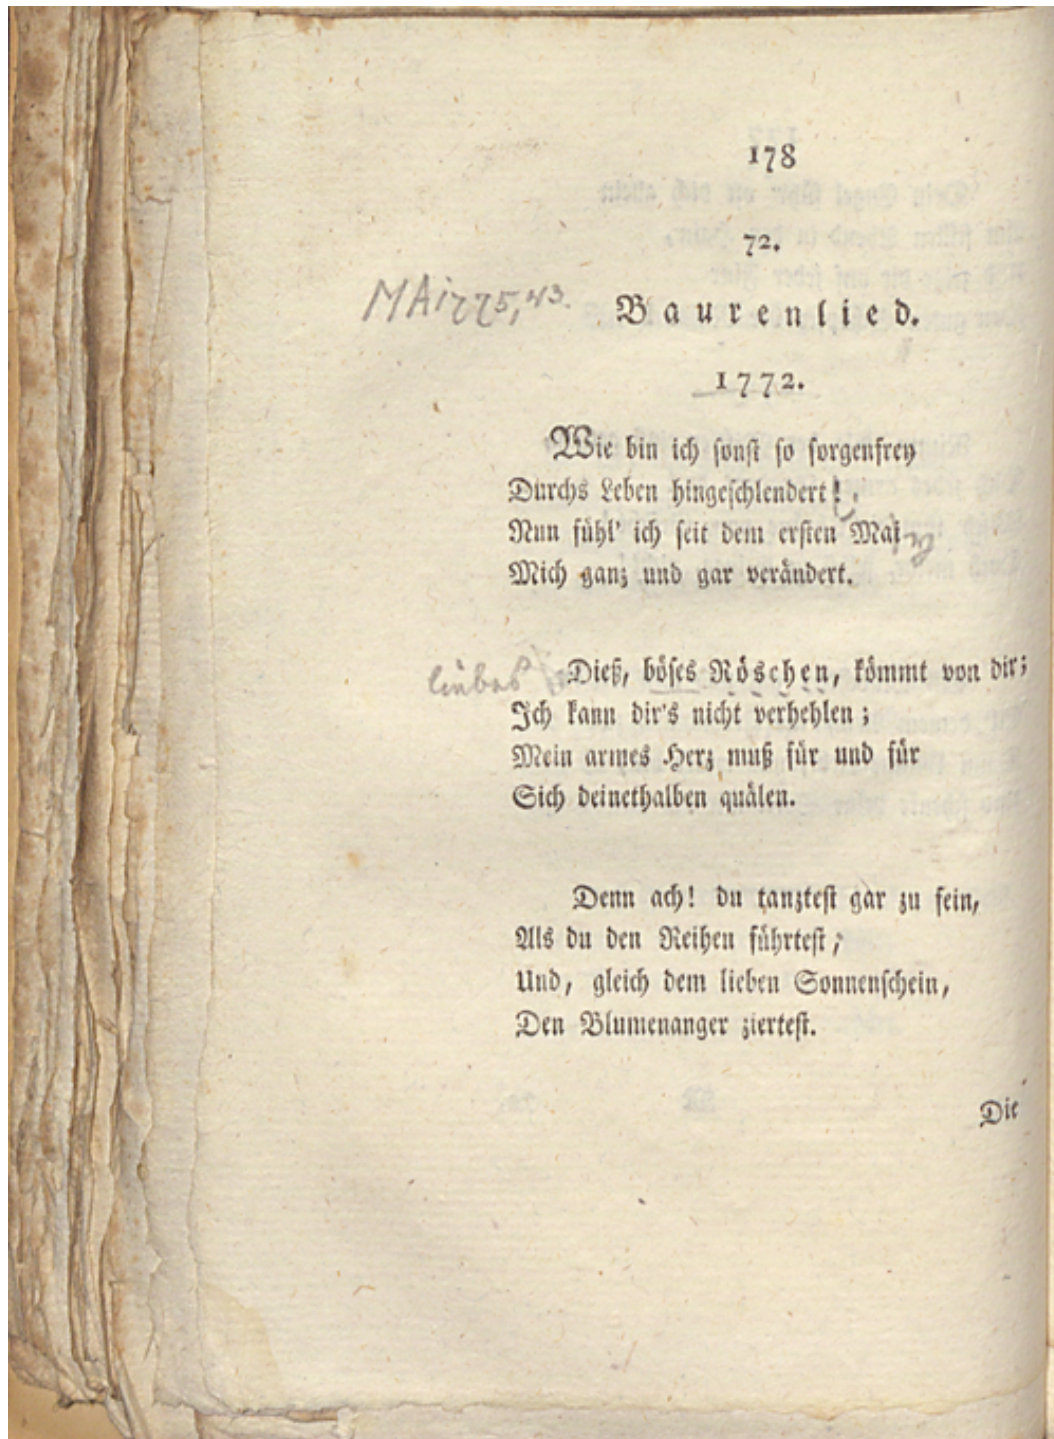 178
72.
MA 1775, 43.
Baurenlied.
1772.
Wie bin ich sonst so sorgenfrey
Durchs Leben hingeschlendert!
Nun fühl' ich seit dem ersten Mai y
Mich ganz und gar verändert.
liebes
Dieß, böses Röschen, kömmt von dir;
Ich kann dir's nicht verhehlen;
Mein armes Herz muß für und für
Sich deinethalben quälen.
Denn ach! du tanztest gar zu fein,
Als du den Reihen führtest;
Und, gleich dem lieben Sonnenschein,
Den Blumenanger ziertest.
Die